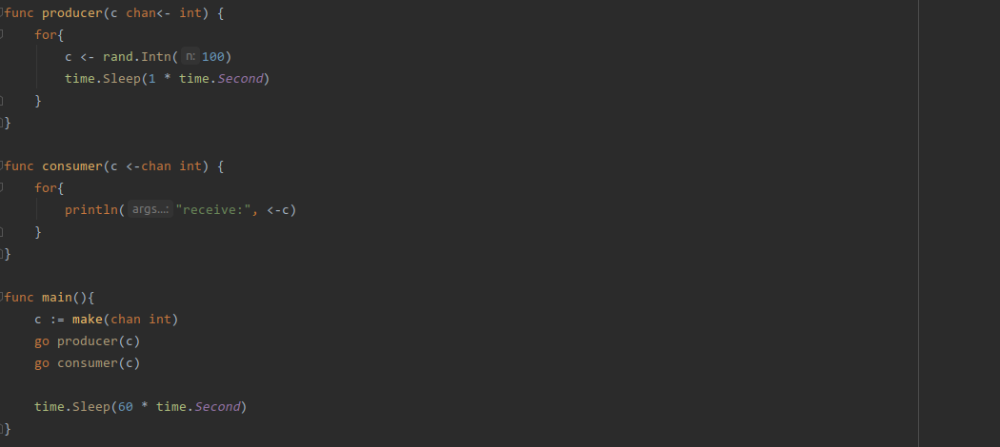 func producer(c chan<- int) {
    for{
        c <- rand.Intn( n: 100)
        time.Sleep(1 * time.Second)
    }
}

func consumer(c <-chan int) {
    for{
        println( args...: "receive:", <-c)
    }
}

func main(){
    c := make(chan int)
    go producer(c)
    go consumer(c)

    time.Sleep(60 * time.Second)
}